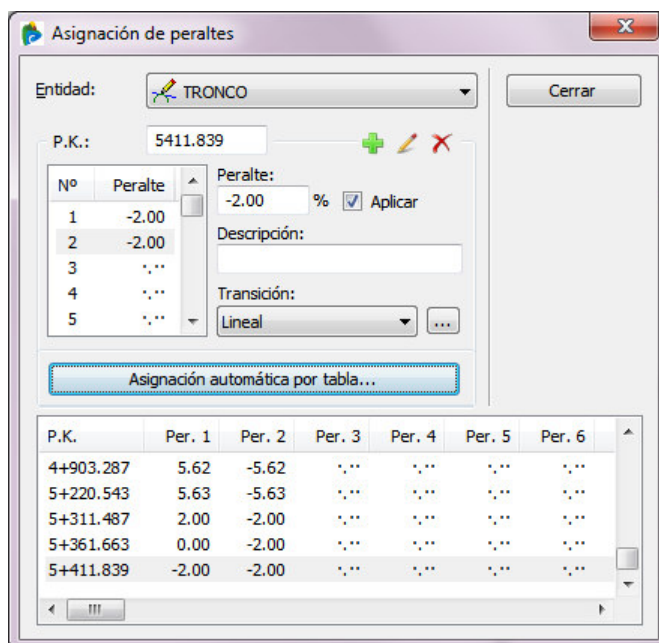 Asignación de peraltes
Entidad: TRONCO
Cerrar
P.K.: 5411.839
Nº Peralte
1 -2.00
2 -2.00
3 ·.··
4 ·.··
5 ·.··
Peralte:
-2.00 % Aplicar
Descripción:
Transición:
Lineal ...
Asignación automática por tabla...
P.K. Per. 1 Per. 2 Per. 3 Per. 4 Per. 5 Per. 6
4+903.287 5.62 -5.62 ·.·· ·.·· ·.·· ·.··
5+220.543 5.63 -5.63 ·.·· ·.·· ·.·· ·.··
5+311.487 2.00 -2.00 ·.·· ·.·· ·.·· ·.··
5+361.663 0.00 -2.00 ·.·· ·.·· ·.·· ·.··
5+411.839 -2.00 -2.00 ·.·· ·.·· ·.·· ·.··